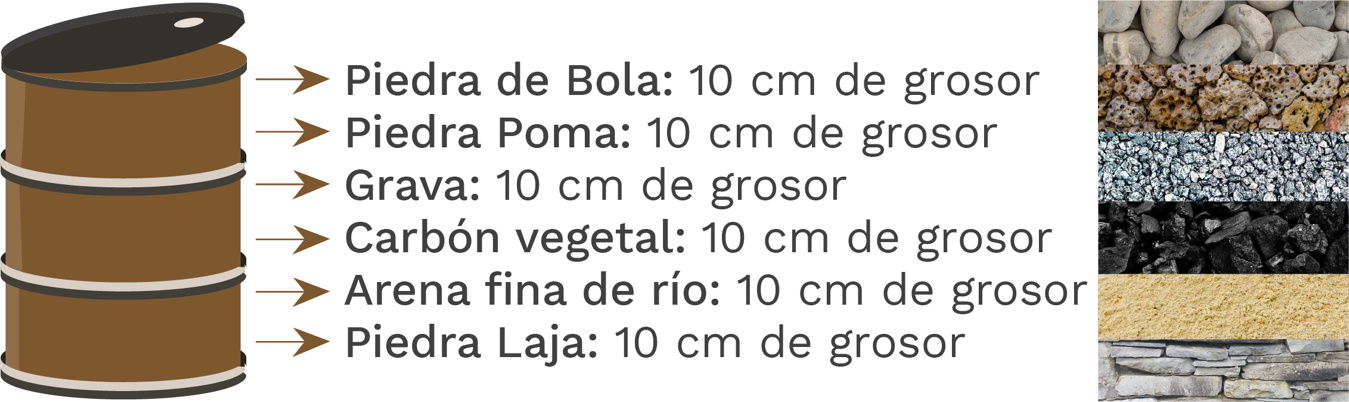 Piedra de Bola: 10 cm de grosor
Piedra Poma: 10 cm de grosor
Grava: 10 cm de grosor
Carbón vegetal: 10 cm de grosor
Arena fina de río: 10 cm de grosor
Piedra Laja: 10 cm de grosor